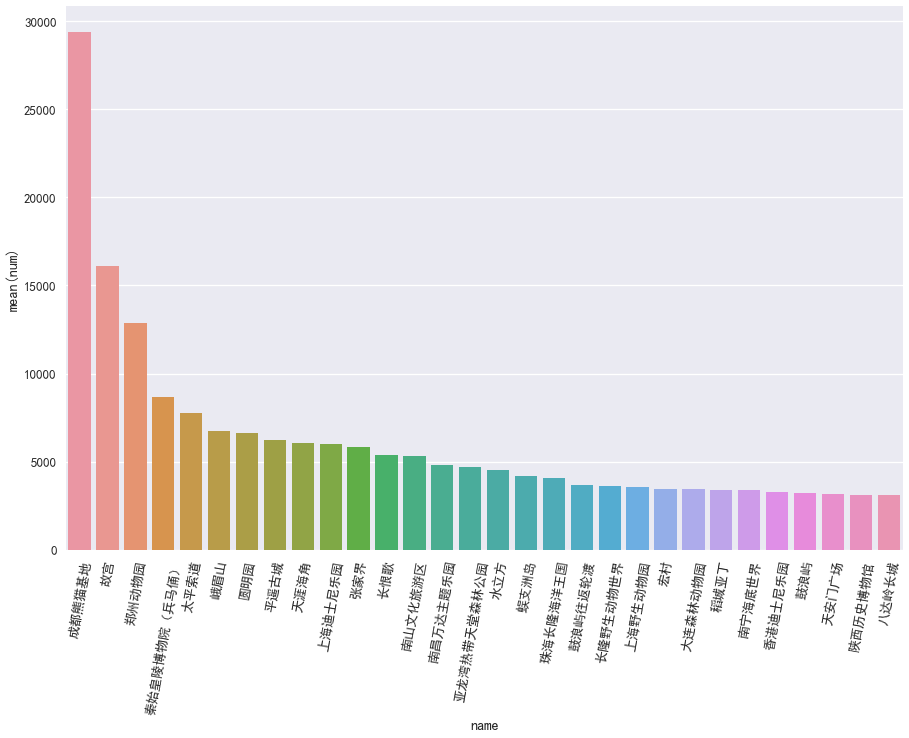 30000
25000
20000
15000
10000
5000
0
mean(num)
成都熊猫基地
故宫
郑州动物园
秦始皇陵博物院（兵马俑）
太平索道
峨眉山
圆明园
平遥古城
天涯海角
上海迪士尼乐园
张家界
长恨歌
南山文化旅游区
南昌万达主题乐园
亚龙湾热带天堂森林公园
水立方
蜈支洲岛
珠海长隆海洋王国
鼓浪屿往返轮渡
长隆野生动物世界
上海野生动物园
宏村
大连森林动物园
稻城亚丁
南宁海底世界
香港迪士尼乐园
鼓浪屿
天安门广场
陕西历史博物馆
八达岭长城
name